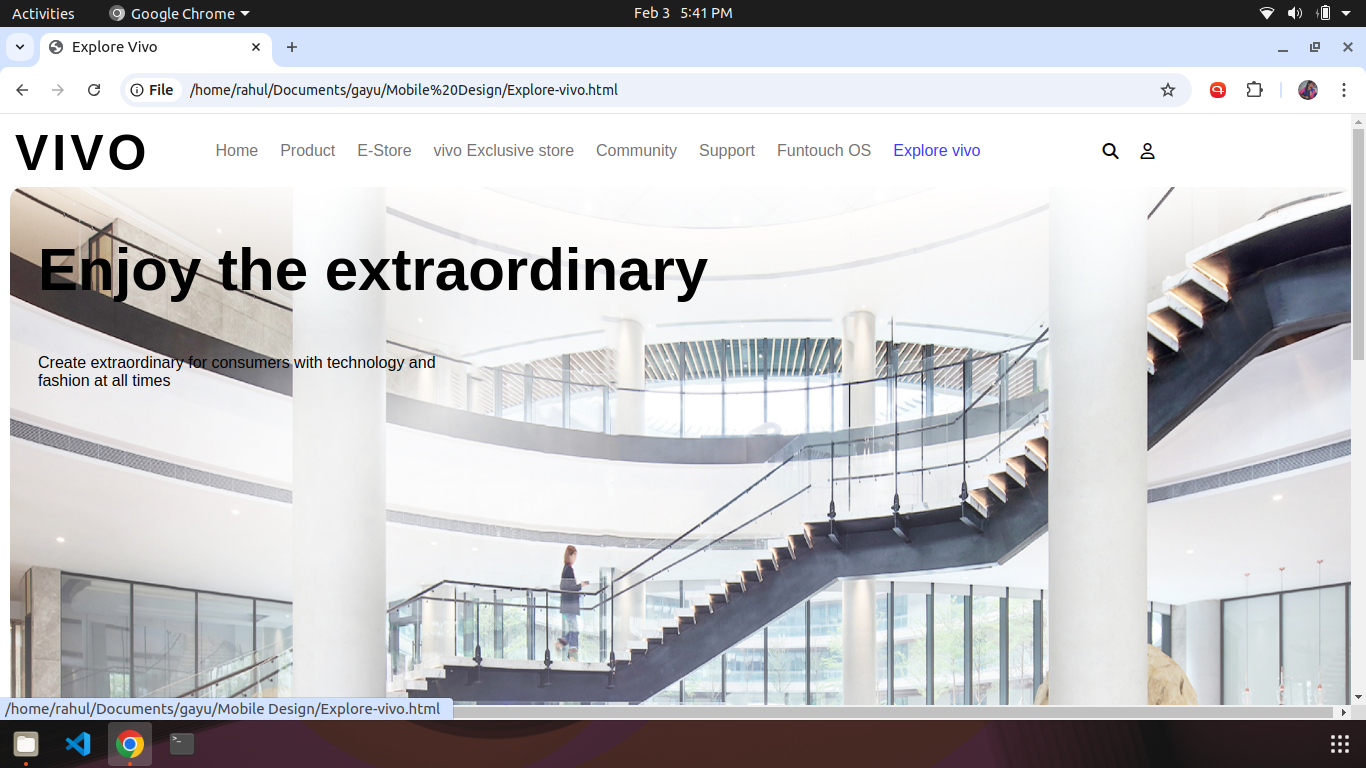 Activities
Google Chrome
Feb 3 5:41 PM
Explore Vivo
File
/home/rahul/Documents/gayu/Mobile%20Design/Explore-vivo.html
VIVO
Home
Product
E-Store
vivo Exclusive store
Community
Support
Funtouch OS
Explore vivo
Enjoy the extraordinary
Create extraordinary for consumers with technology and
fashion at all times
/home/rahul/Documents/gayu/Mobile Design/Explore-vivo.html